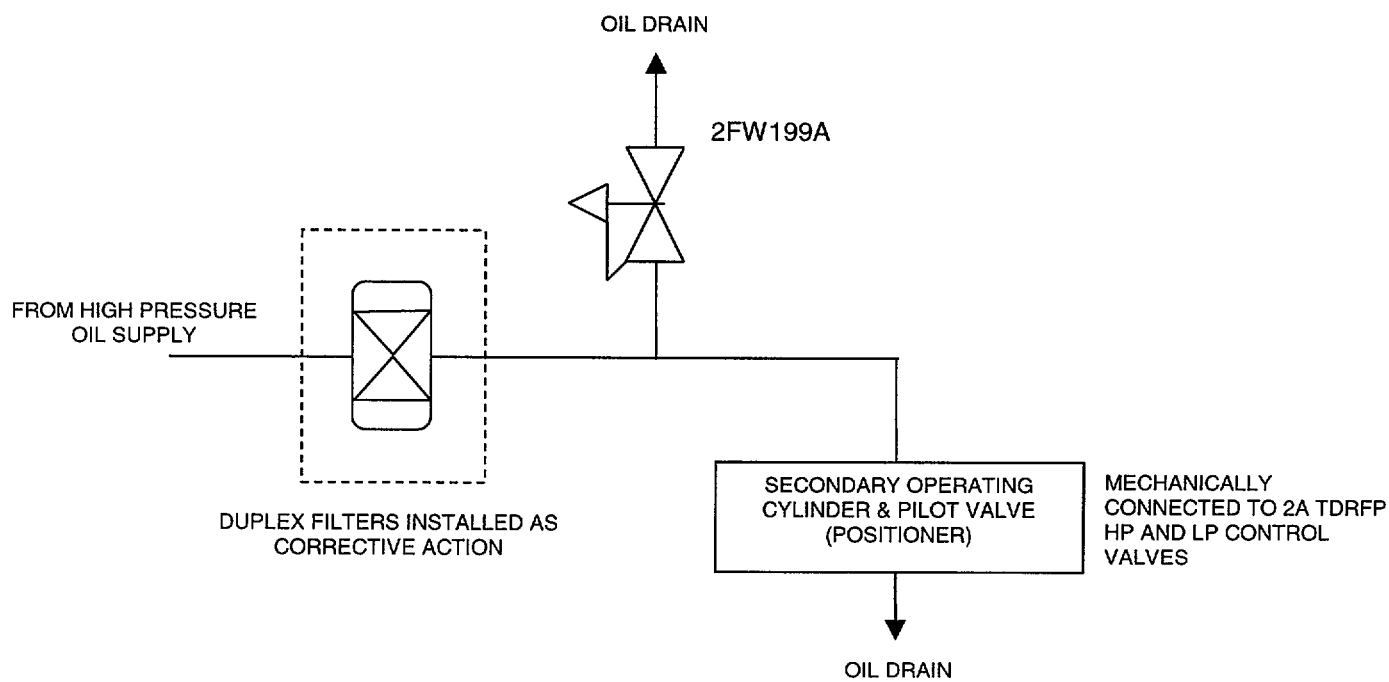 OIL DRAIN
2FW199A
FROM HIGH PRESSURE
OIL SUPPLY
DUPLEX FILTERS INSTALLED AS
CORRECTIVE ACTION
SECONDARY OPERATING
CYLINDER & PILOT VALVE
(POSITIONER)
MECHANICALLY
CONNECTED TO 2A TDRFP
HP AND LP CONTROL
VALVES
OIL DRAIN